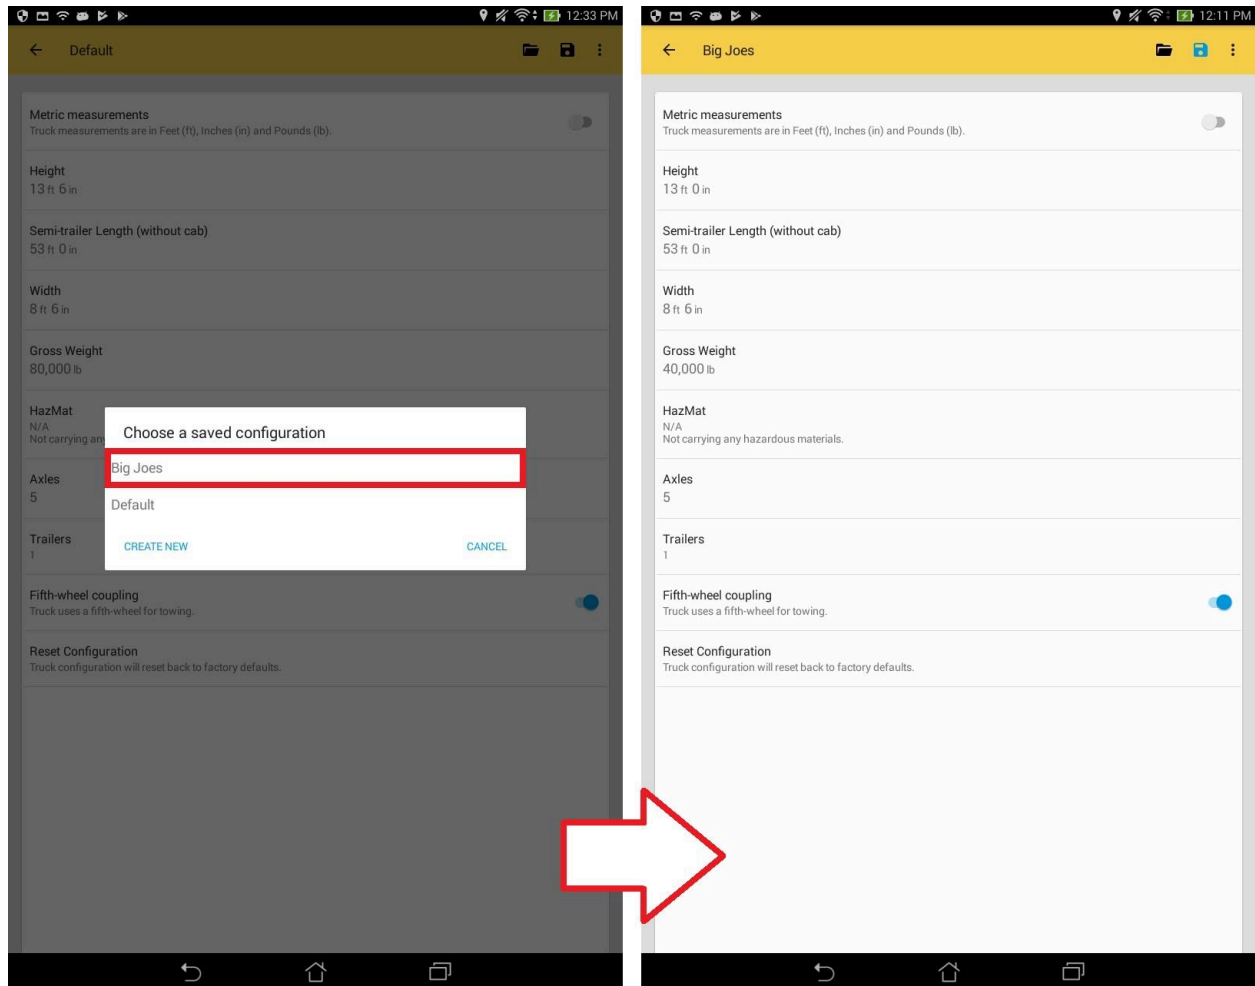 12:33 PM
Default
Metric measurements
Truck measurements are in Feet (ft), Inches (in) and Pounds (lb).
Height
13 ft 6 in
Semi-trailer Length (without cab)
53 ft 0 in
Width
8 ft 6 in
Gross Weight
80,000 lb
HazMat
N/A
Not carrying any
Choose a saved configuration
Big Joes
Default
CREATE NEW
CANCEL
Axles
5
Trailers
1
Fifth-wheel coupling
Truck uses a fifth-wheel for towing.
Reset Configuration
Truck configuration will reset back to factory defaults.
12:11 PM
Big Joes
Metric measurements
Truck measurements are in Feet (ft), Inches (in) and Pounds (lb).
Height
13 ft 0 in
Semi-trailer Length (without cab)
53 ft 0 in
Width
8 ft 6 in
Gross Weight
40,000 lb
HazMat
N/A
Not carrying any hazardous materials.
Axles
5
Trailers
1
Fifth-wheel coupling
Truck uses a fifth-wheel for towing.
Reset Configuration
Truck configuration will reset back to factory defaults.